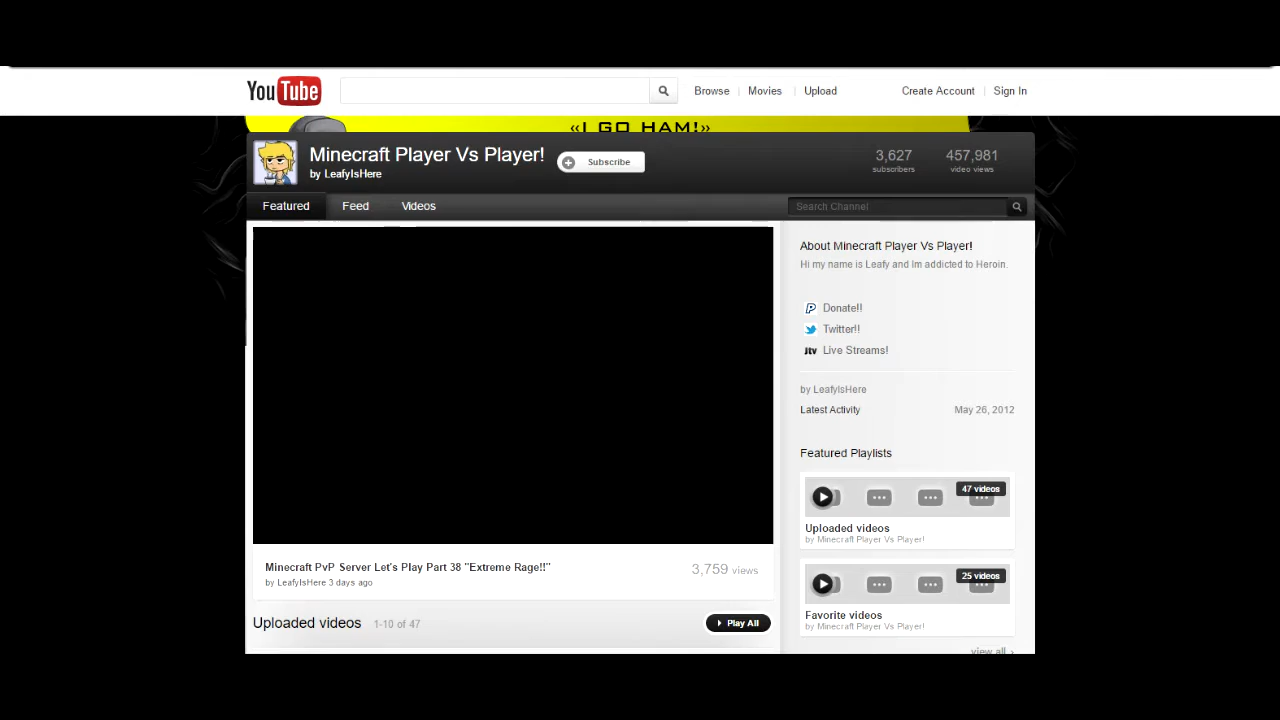 YouTube
Browse
Movies
Upload
Create Account
Sign In
«I GO HAM!»
Minecraft Player Vs Player!
by LeafyIsHere
Subscribe
3,627
subscribers
457,981
video views
Featured
Feed
Videos
Search Channel
About Minecraft Player Vs Player!
Hi my name is Leafy and Im addicted to Heroin.
Donate!!
Twitter!!
jtv Live Streams!
by LeafyIsHere
Latest Activity May 26, 2012
Featured Playlists
47 videos
Uploaded videos
by Minecraft Player Vs Player!
25 videos
Favorite videos
by Minecraft Player Vs Player!
view all ›
Minecraft PvP Server Let's Play Part 38 "Extreme Rage!!"
by LeafyIsHere 3 days ago
3,759 views
Uploaded videos 1-10 of 47
Play All